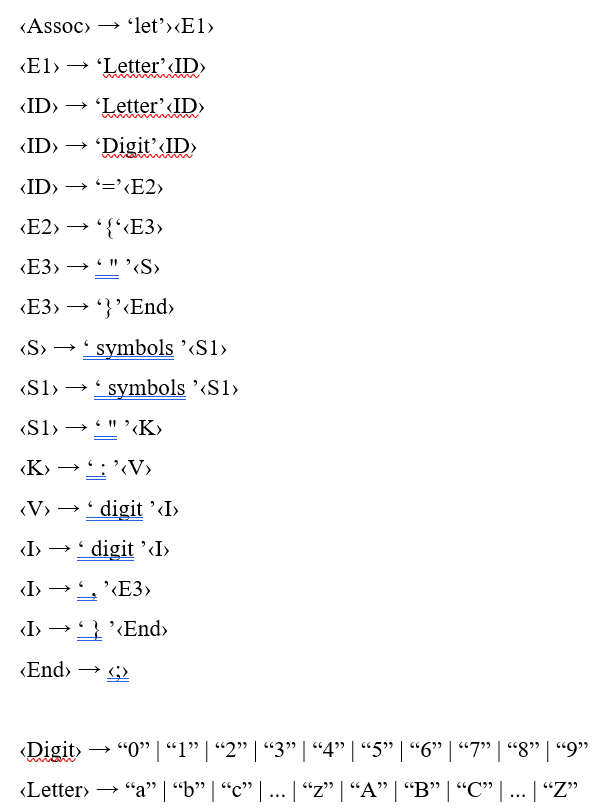 ‹Assoc› → ‘let’›‹E1›
‹E1› → ‘Letter’‹ID›
‹ID› → ‘Letter’‹ID›
‹ID› → ‘Digit’‹ID›
‹ID› → ‘=’‹E2›
‹E2› → ‘{‘‹E3›
‹E3› → ‘ " ’‹S›
‹E3› → ‘}’‹End›
‹S› → ‘ symbols ’‹S1›
‹S1› → ‘ symbols ’‹S1›
‹S1› → ‘ " ’‹K›
‹K› → ‘ : ’‹V›
‹V› → ‘ digit ’‹I›
‹I› → ‘ digit ’‹I›
‹I› → ‘ , ’‹E3›
‹I› → ‘ } ’‹End›
‹End› → ‹;›
‹Digit› → “0” | “1” | “2” | “3” | “4” | “5” | “6” | “7” | “8” | “9”
‹Letter› → “a” | “b” | “c” | ... | “z” | “A” | “B” | “C” | ... | “Z”